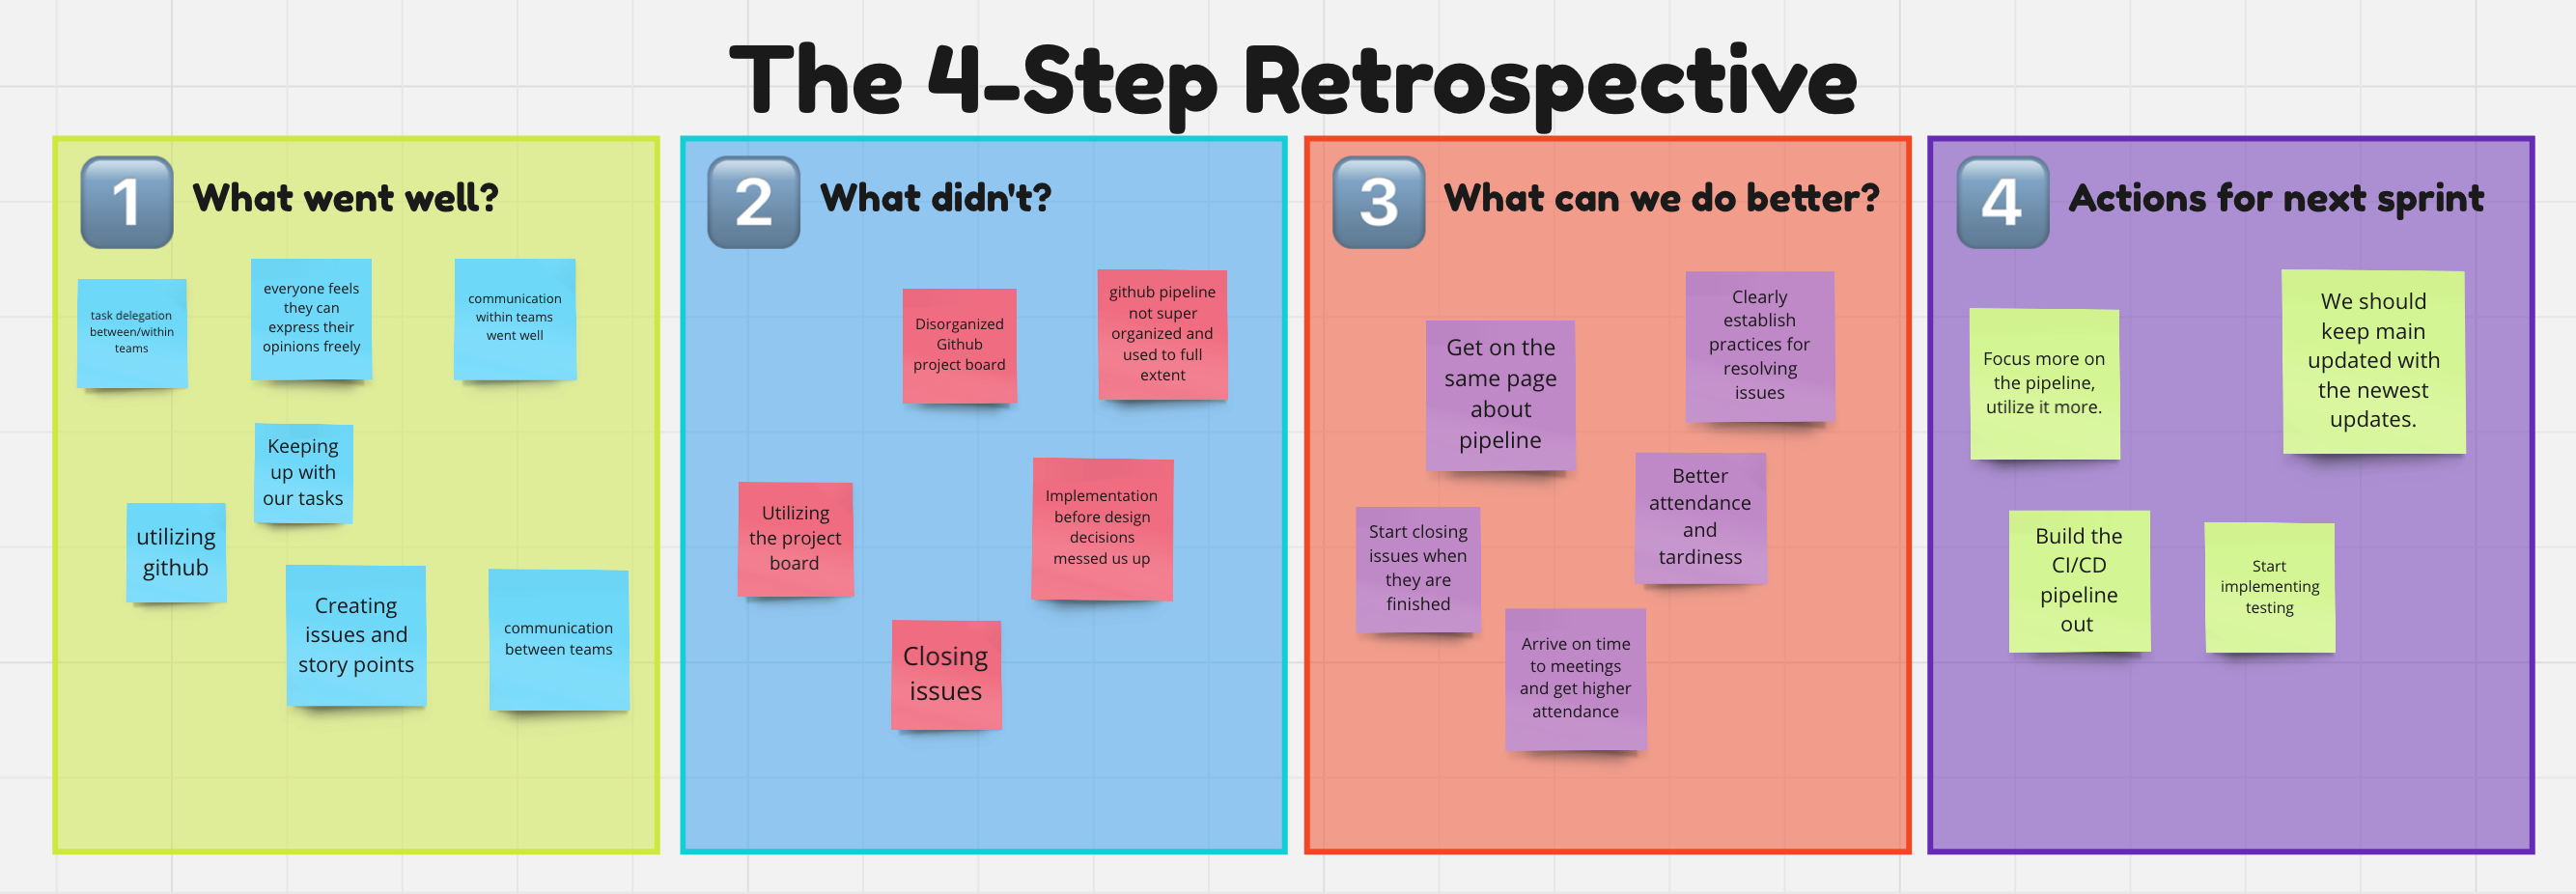 The 4-Step Retrospective
1
What went well?
task delegation
between/within
teams
everyone feels
they can
express their
opinions freely
communication
within teams
went well
Keeping
up with
our tasks
utilizing
github
Creating
issues and
story points
communication
between teams
2
What didn't?
Disorganized
Github
project board
github pipeline
not super
organized and
used to full
extent
Utilizing
the project
board
Implementation
before design
decisions
messed us up
Closing
issues
3
What can we do better?
Get on the
same page
about
pipeline
Clearly
establish
practices for
resolving
issues
Start closing
issues when
they are
finished
Better
attendance
and
tardiness
Arrive on time
to meetings
and get higher
attendance
4
Actions for next sprint
Focus more on
the pipeline,
utilize it more.
We should
keep main
updated with
the newest
updates.
Build the
CI/CD
pipeline
out
Start
implementing
testing